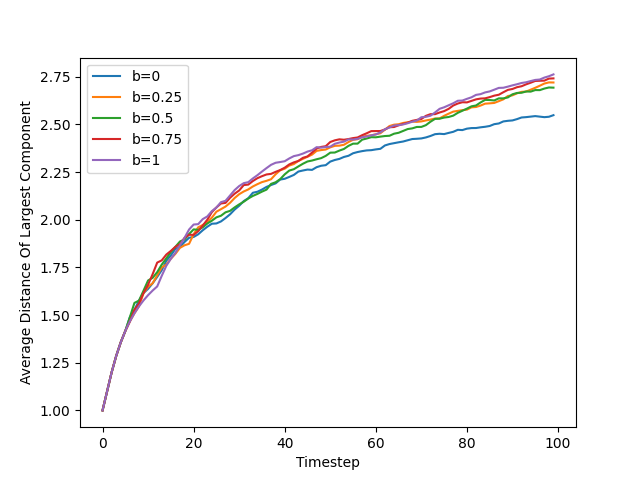 2.75
2.50
2.25
2.00
1.75
1.50
1.25
1.00
Average Distance Of Largest Component
b=0
b=0.25
b=0.5
b=0.75
b=1
0 20 40 60 80 100
Timestep